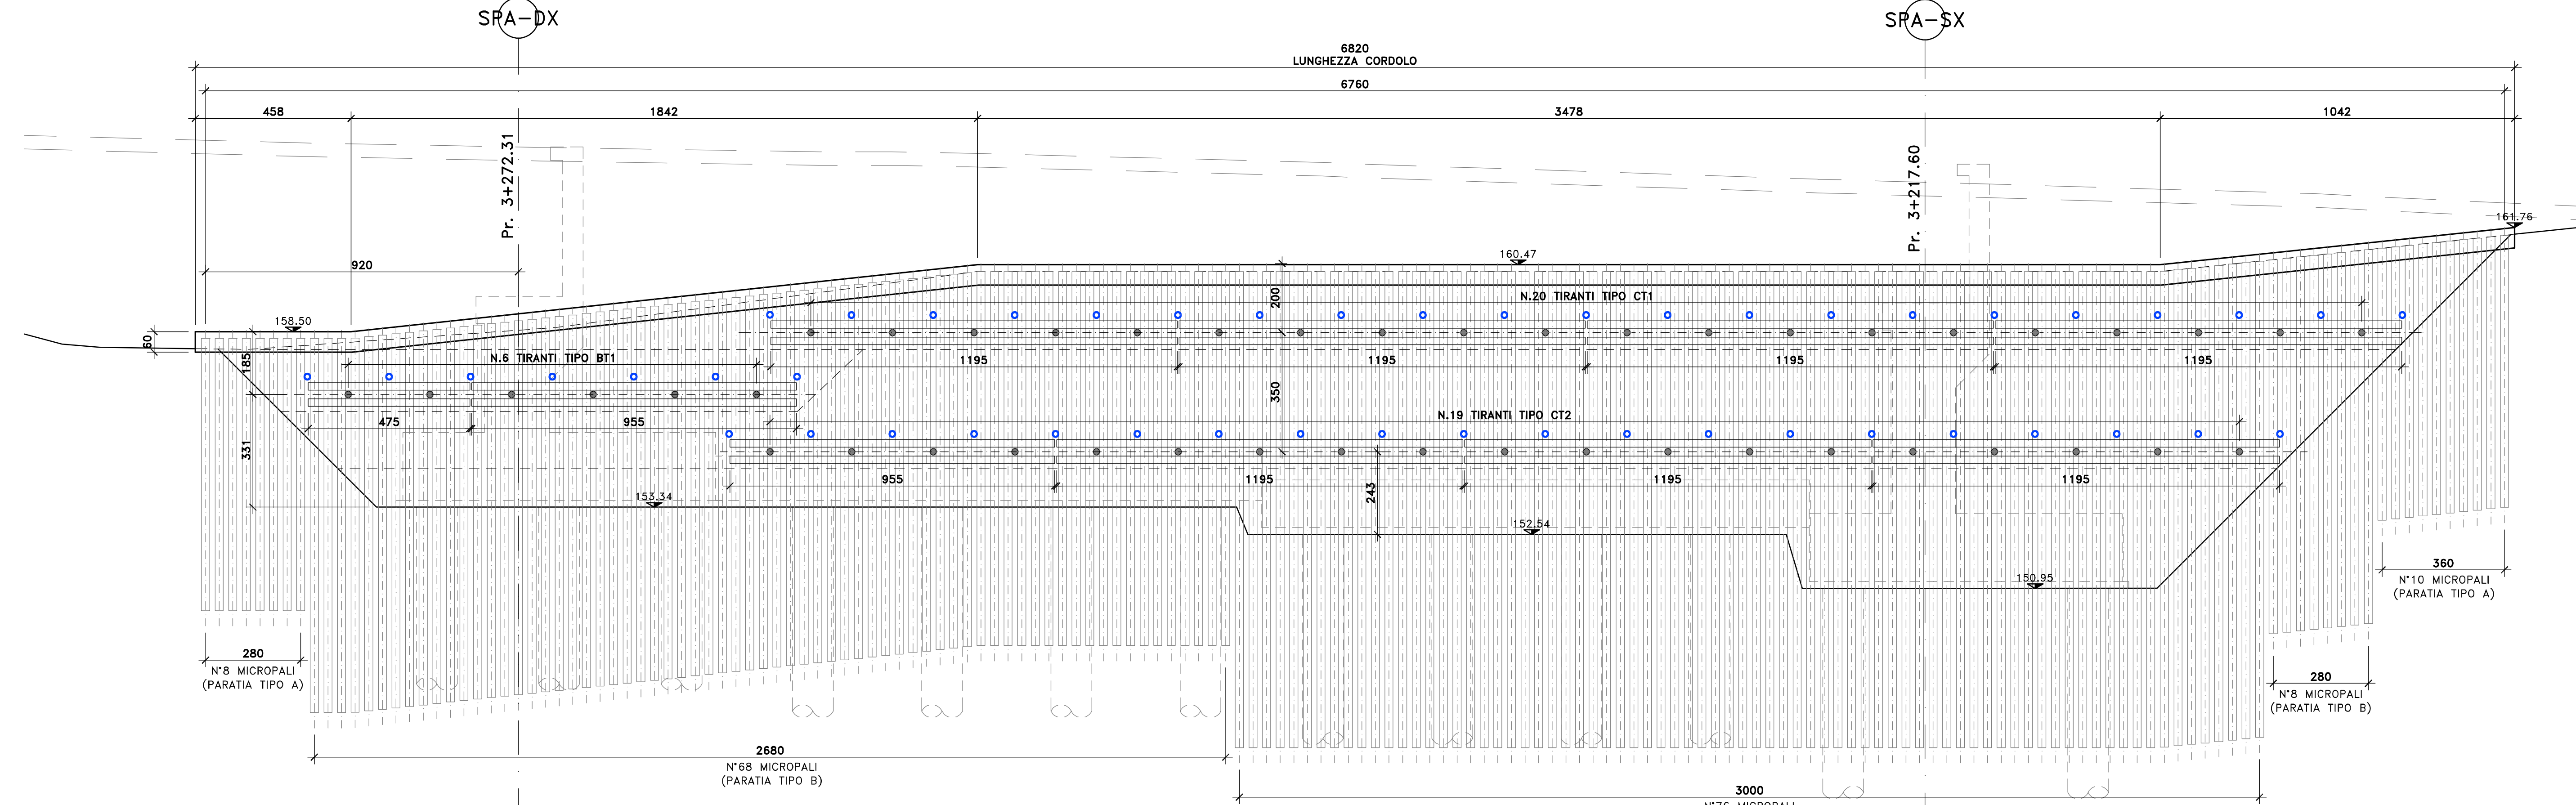 SPA-DX
SPA-SX
6820
LUNGHEZZA CORDOLO
6760
458
1842
3478
1042
Pr. 3+272.31
Pr. 3+217.60
920
161.76
160.47
158.50
60
185
331
200
350
243
N.20 TIRANTI TIPO CT1
N.6 TIRANTI TIPO BT1
1195
1195
1195
1195
N.19 TIRANTI TIPO CT2
475
955
955
1195
1195
1195
153.34
152.54
150.95
360
N°10 MICROPALI
(PARATIA TIPO A)
280
N°8 MICROPALI
(PARATIA TIPO A)
280
N°8 MICROPALI
(PARATIA TIPO B)
2680
N°68 MICROPALI
(PARATIA TIPO B)
3000